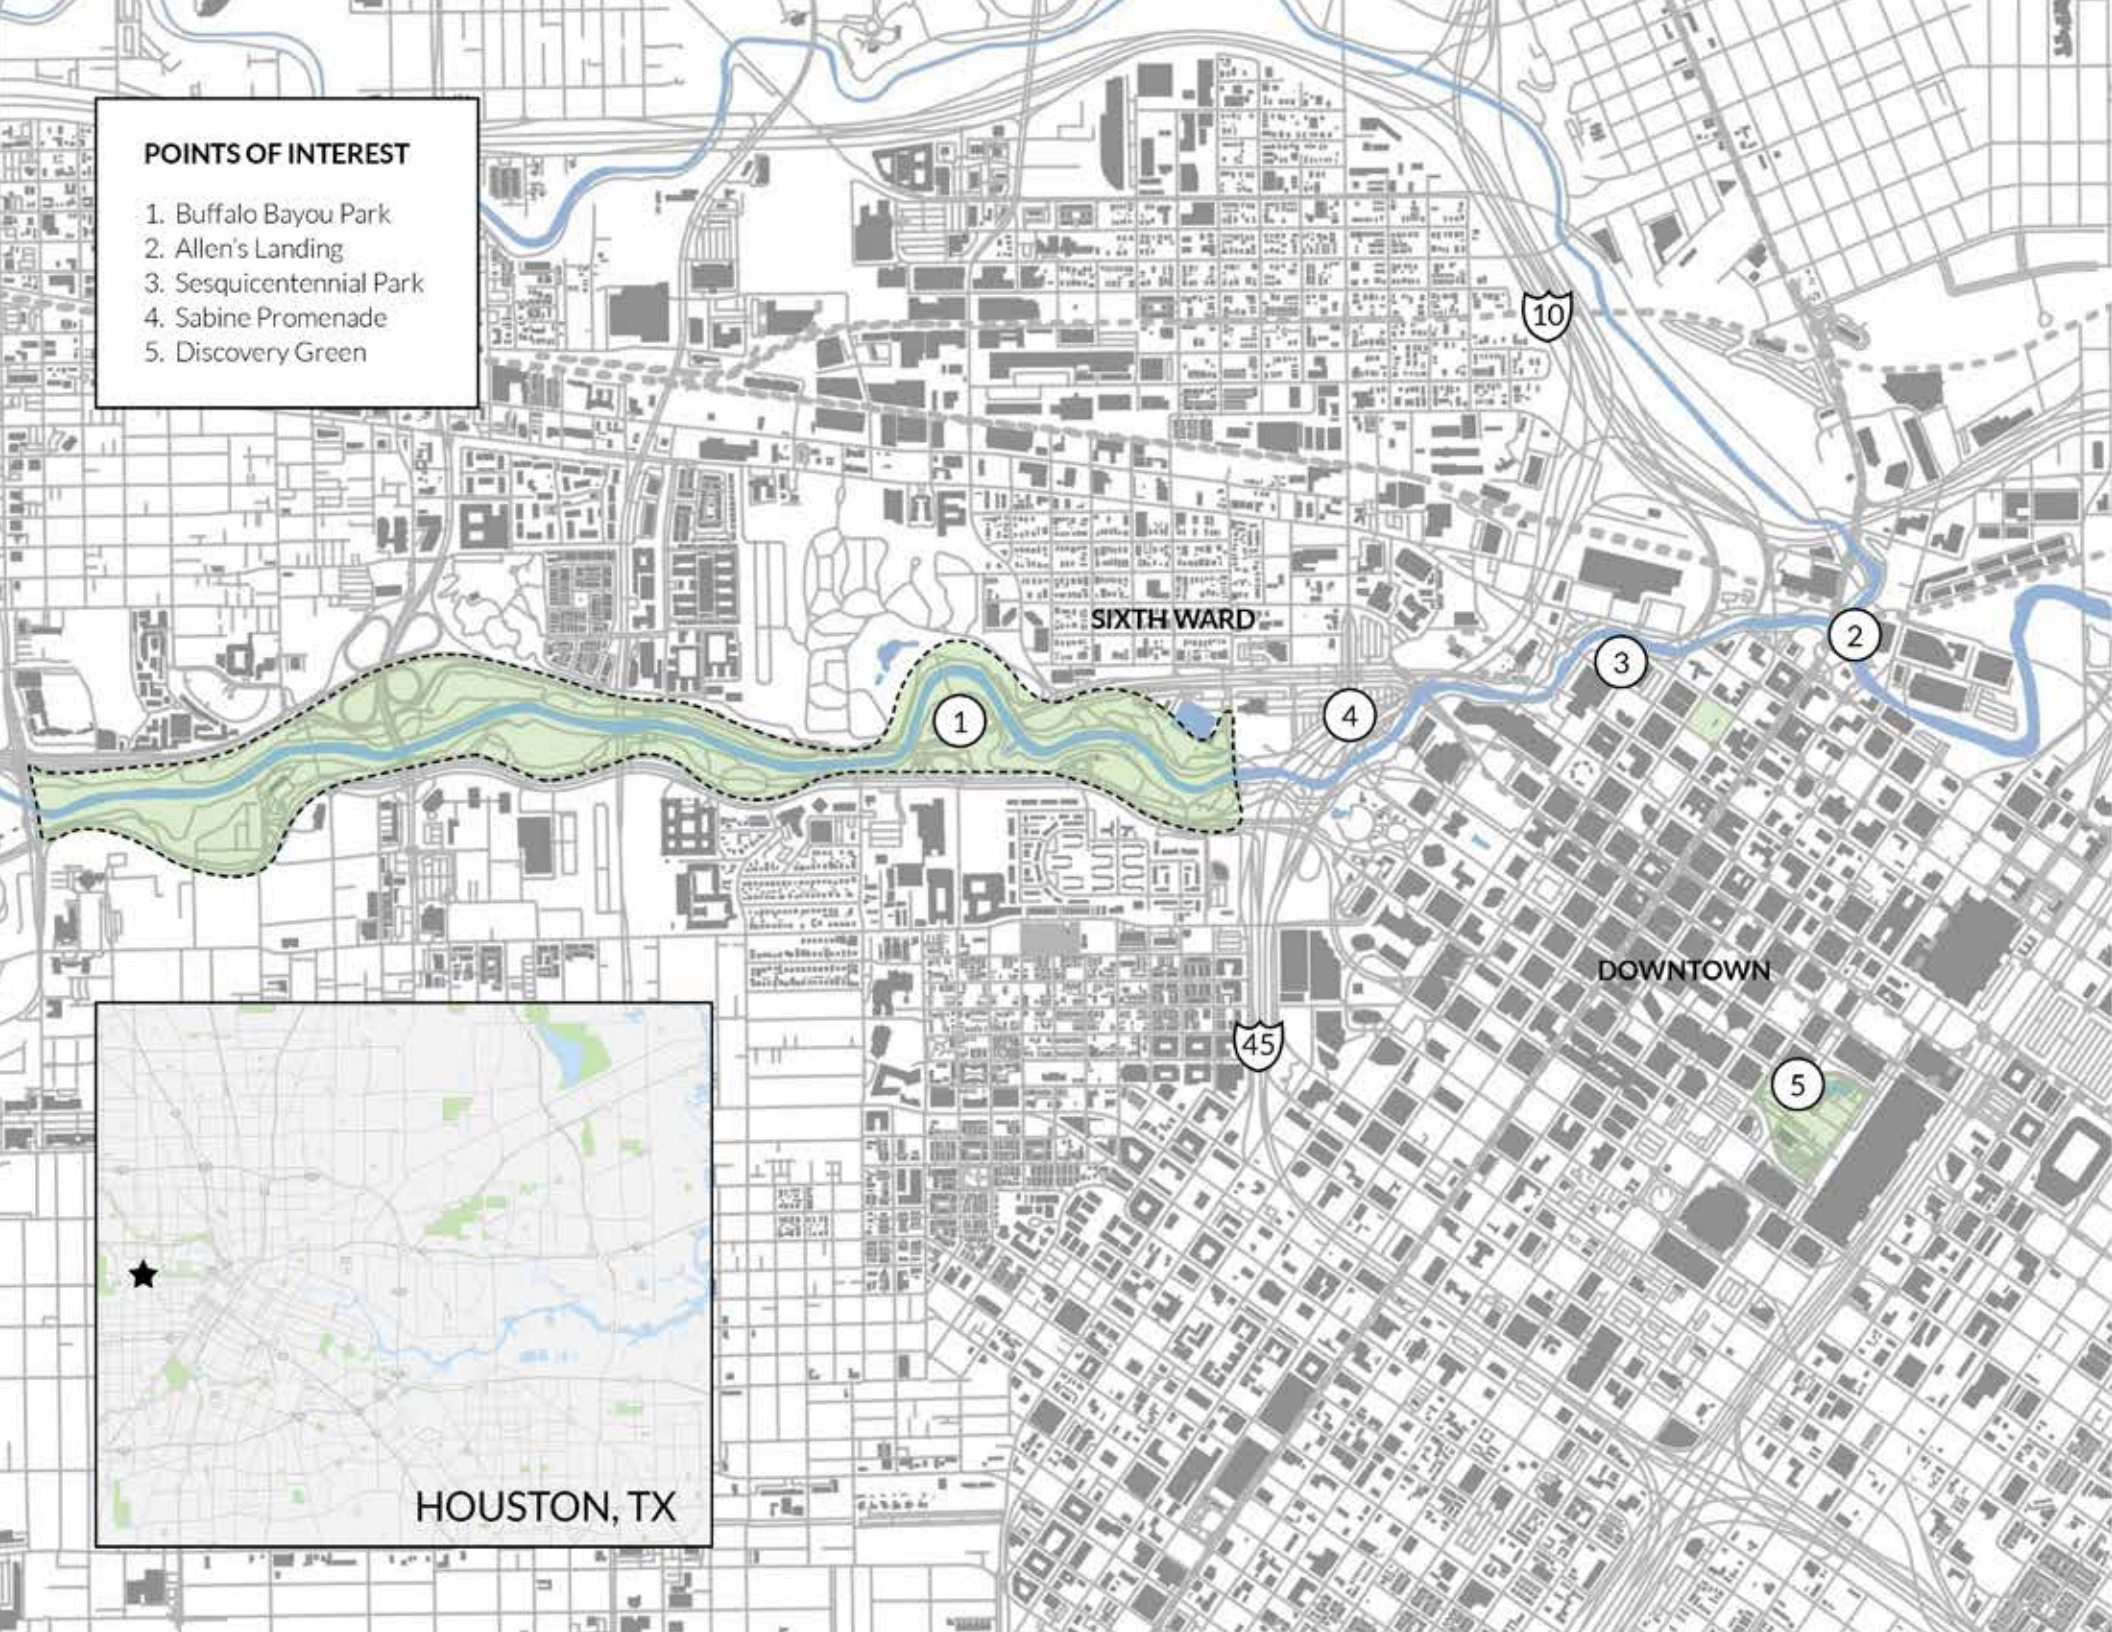 POINTS OF INTEREST
1. Buffalo Bayou Park
2. Allen's Landing
3. Sesquicentennial Park
4. Sabine Promenade
5. Discovery Green
10
SIXTH WARD
2
3
4
1
DOWNTOWN
45
5
HOUSTON, TX